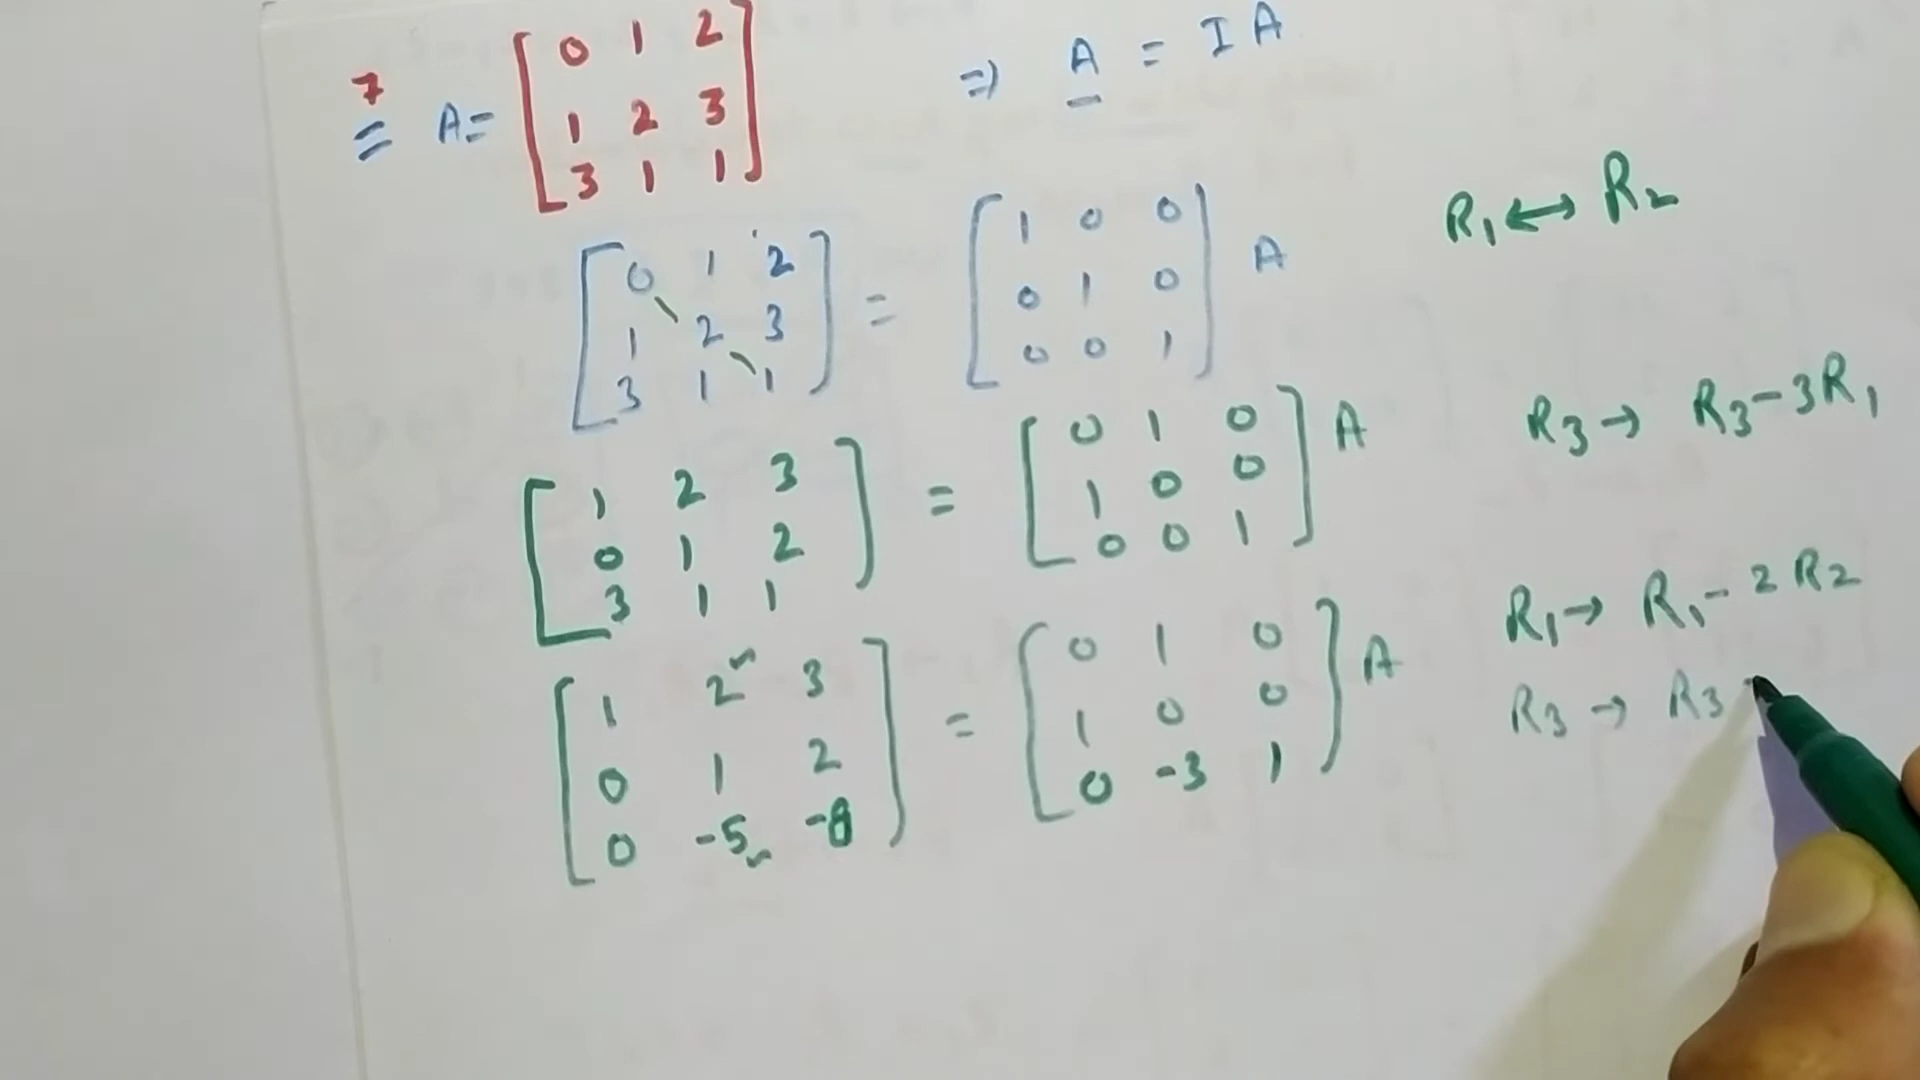 7 A = [0 1 2 ⇒ A = I A
1 2 3
3 1 1]
R₁ ↔ R₂
[0 1 2 = [1 0 0 A
1 2 3 0 1 0
3 1 1] 0 0 1]
R₃ → R₃ - 3R₁
[1 2 3 = [0 1 0 A
0 1 2 1 0 0
3 1 1] 0 0 1]
R₁ → R₁ - 2R₂
[1 2 3 = [0 1 0 A
R₃ → R₃
0 1 2 1 0 0
0 -5 -8] 0 -3 1]